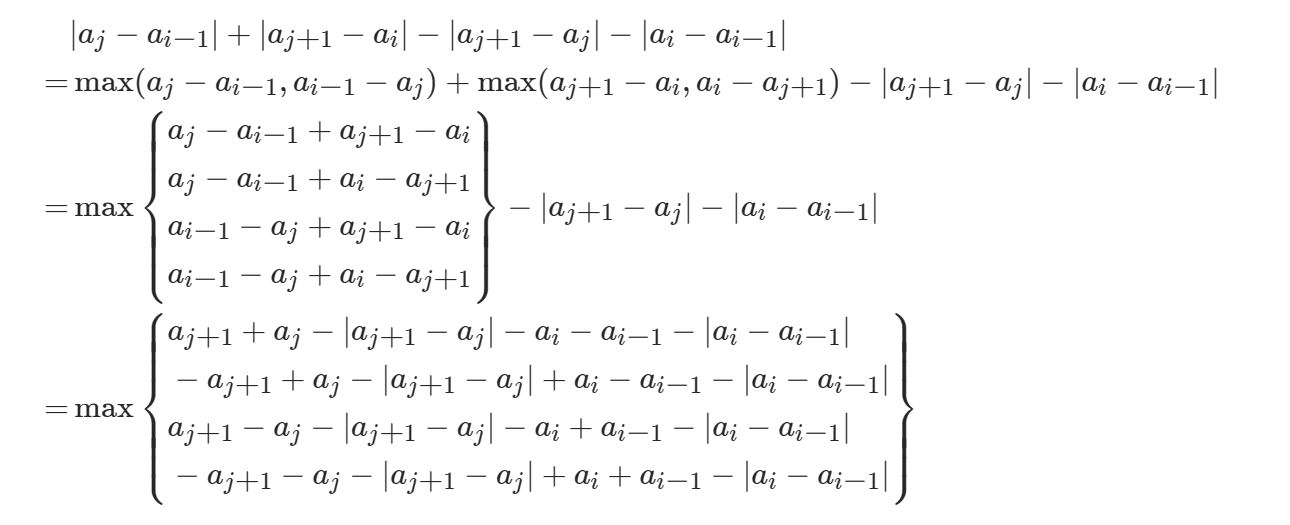 |a_j − a_{i−1}| + |a_{j+1} − a_i| − |a_{j+1} − a_j| − |a_i − a_{i−1}|
= max(a_j − a_{i−1}, a_{i−1} − a_j) + max(a_{j+1} − a_i, a_i − a_{j+1}) − |a_{j+1} − a_j| − |a_i − a_{i−1}|
= max { a_j − a_{i−1} + a_{j+1} − a_i
a_j − a_{i−1} + a_i − a_{j+1}
a_{i−1} − a_j + a_{j+1} − a_i
a_{i−1} − a_j + a_i − a_{j+1} } − |a_{j+1} − a_j| − |a_i − a_{i−1}|
= max { a_{j+1} + a_j − |a_{j+1} − a_j| − a_i − a_{i−1} − |a_i − a_{i−1}|
− a_{j+1} + a_j − |a_{j+1} − a_j| + a_i − a_{i−1} − |a_i − a_{i−1}|
a_{j+1} − a_j − |a_{j+1} − a_j| − a_i + a_{i−1} − |a_i − a_{i−1}|
− a_{j+1} − a_j − |a_{j+1} − a_j| + a_i + a_{i−1} − |a_i − a_{i−1}| }